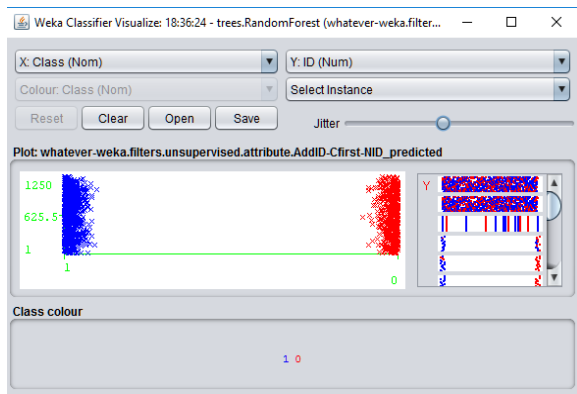 Weka Classifier Visualize: 18:36:24 - trees.RandomForest (whatever-weka.filter...
X: Class (Nom) Y: ID (Num)
Colour: Class (Nom) Select Instance
Reset Clear Open Save Jitter
Plot: whatever-weka.filters.unsupervised.attribute.AddID-Cfirst-NID_predicted
1250
625.5
1
1
0
Y
Class colour
1 0